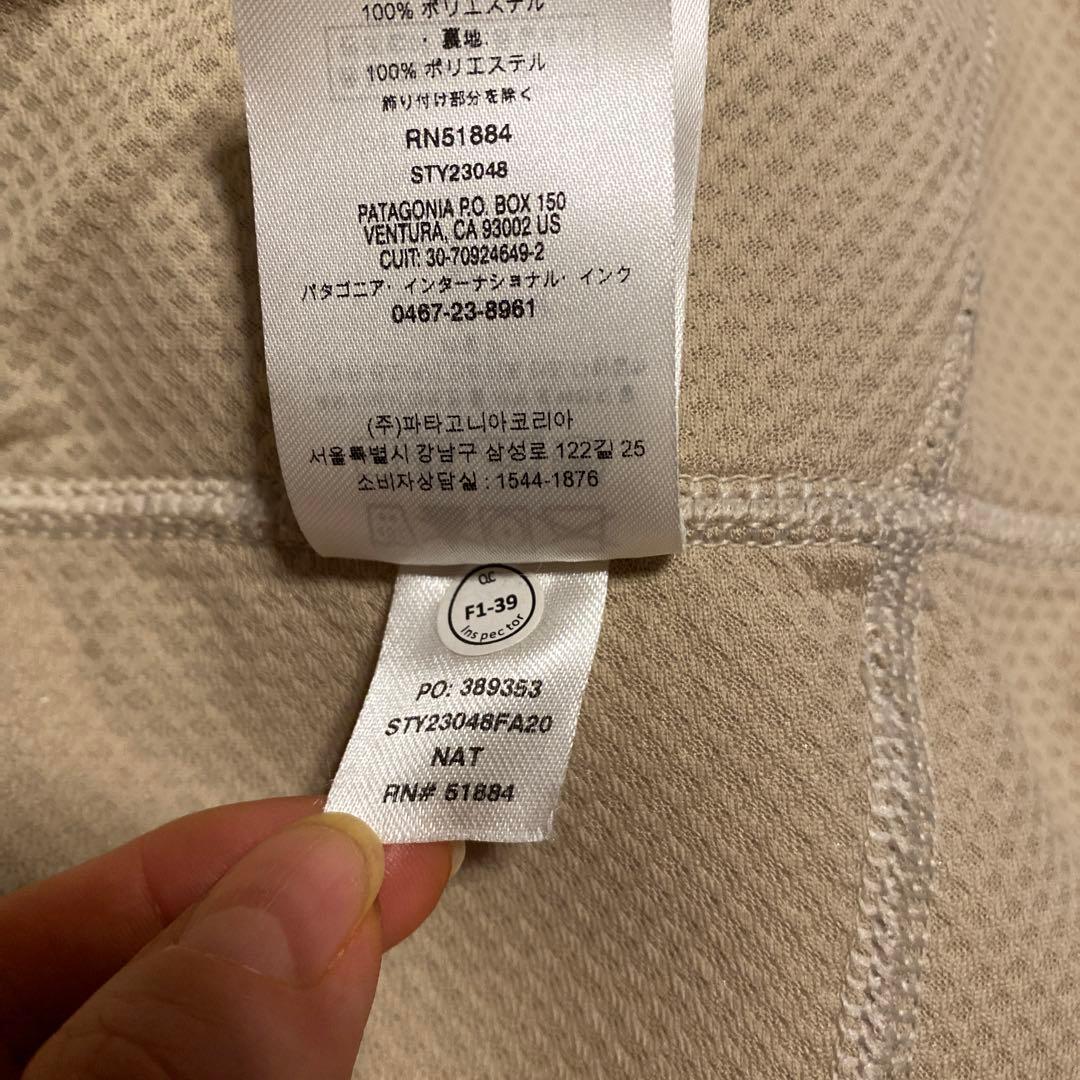 100% ポリエステル
・裏地
100% ポリエステル
飾り付け部分を除く
RN51884
STY23048
PATAGONIA P.O. BOX 150
VENTURA, CA 93002 US
CUIT: 30-70924649-2
パタゴニア・インターナショナル・インク
0467-23-8961
(주)파타고니아코리아
서울특별시 강남구 삼성로 122길 25
소비자상담실 : 1544-1876
QC
F1-39
Inspector
PO: 389353
STY23048FA20
NAT
RN# 51884